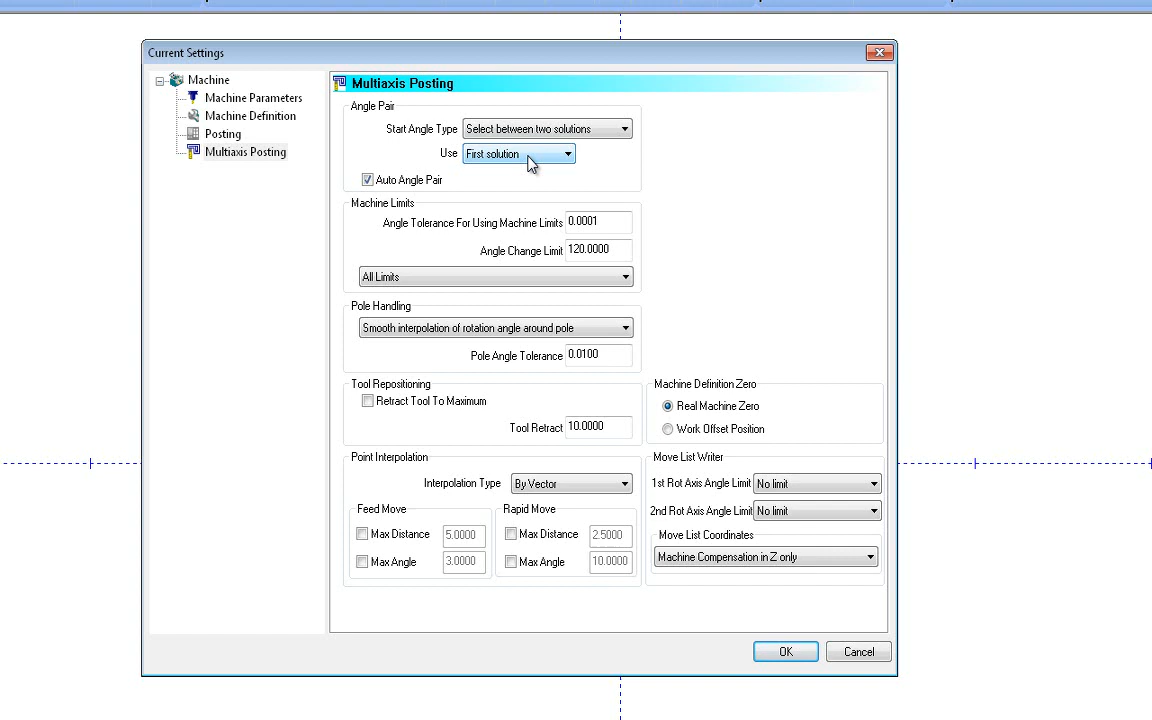 Current Settings
Machine
Machine Parameters
Machine Definition
Posting
Multiaxis Posting
Multiaxis Posting
Angle Pair
Start Angle Type Select between two solutions
Use First solution
Auto Angle Pair
Machine Limits
Angle Tolerance For Using Machine Limits 0.0001
Angle Change Limit 120.0000
All Limits
Pole Handling
Smooth interpolation of rotation angle around pole
Pole Angle Tolerance 0.0100
Tool Repositioning
Retract Tool To Maximum
Tool Retract 10.0000
Machine Definition Zero
Real Machine Zero
Work Offset Position
Point Interpolation
Interpolation Type By Vector
Feed Move
Max Distance 5.0000
Max Angle 3.0000
Rapid Move
Max Distance 2.5000
Max Angle 10.0000
Move List Writer
1st Rot Axis Angle Limit No limit
2nd Rot Axis Angle Limit No limit
Move List Coordinates
Machine Compensation in Z only
OK Cancel